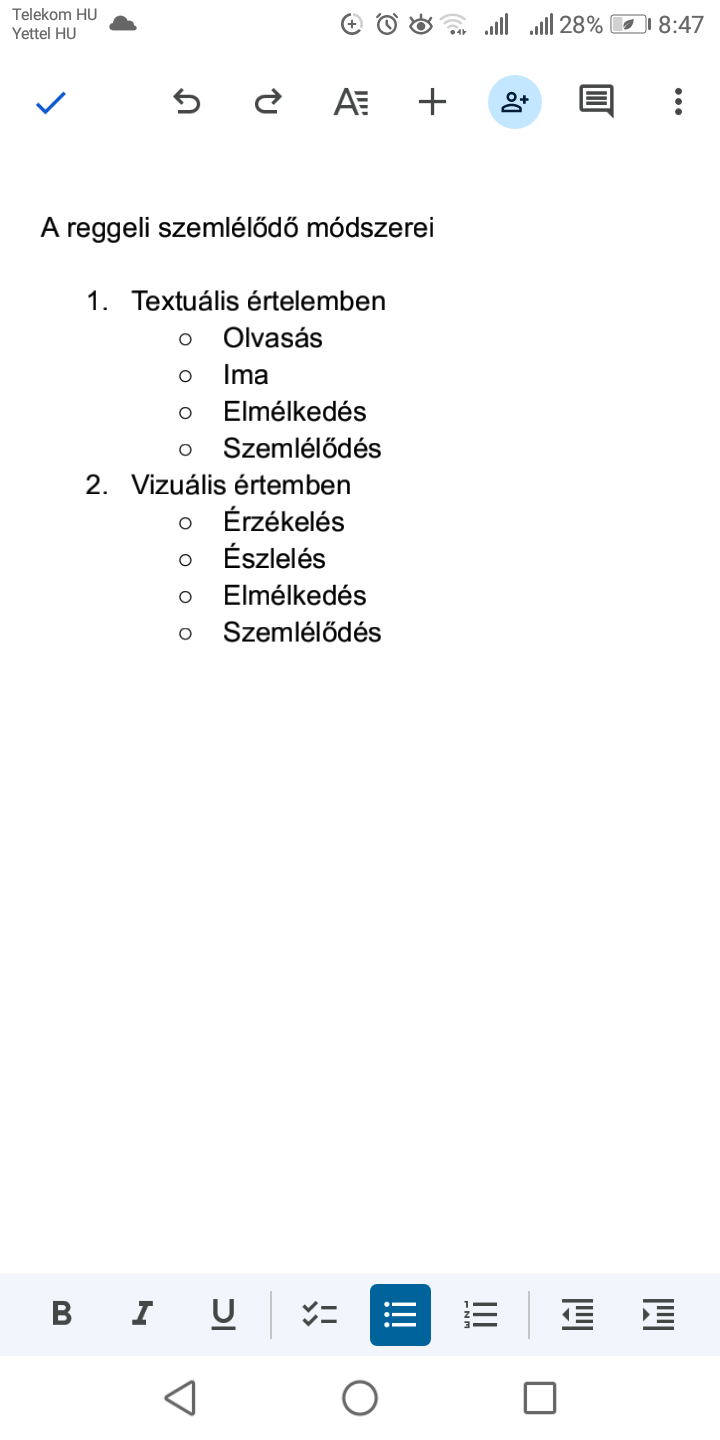 Telekom HU
Yettel HU
28% 8:47
A reggeli szemlélődő módszerei
1. Textuális értelemben
○ Olvasás
○ Ima
○ Elmélkedés
○ Szemlélődés
2. Vizuális értemben
○ Érzékelés
○ Észlelés
○ Elmélkedés
○ Szemlélődés
B I U